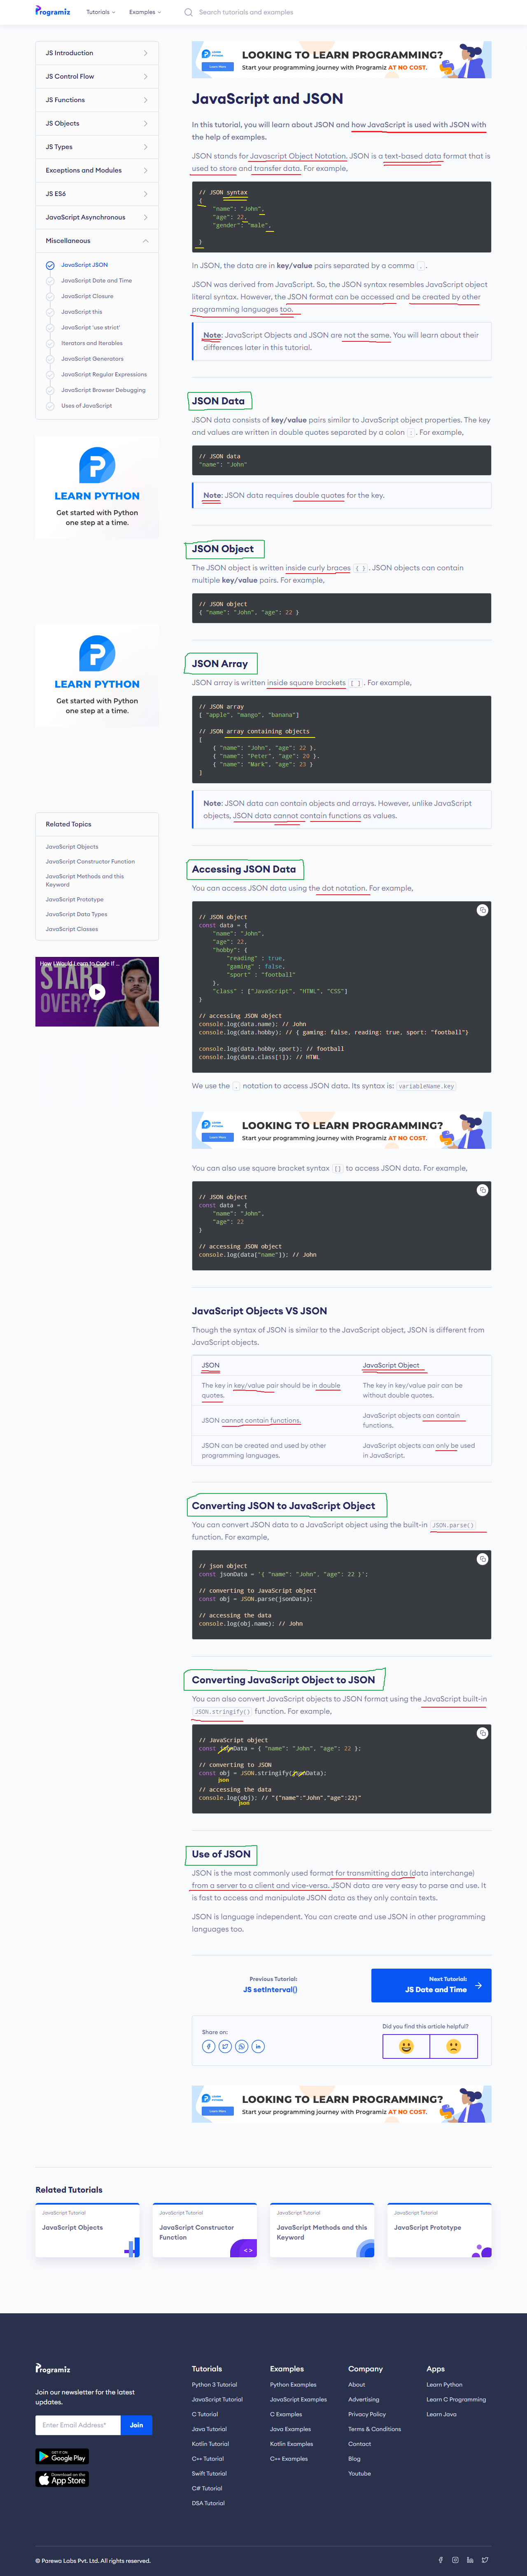 Programiz
Tutorials
Examples
Search tutorials and examples
JS Introduction
JS Control Flow
JS Functions
JS Objects
JS Types
Exceptions and Modules
JS ES6
JavaScript Asynchronous
Miscellaneous
JavaScript JSON
JavaScript Date and Time
JavaScript Closure
JavaScript this
JavaScript 'use strict'
Iterators and Iterables
JavaScript Generators
JavaScript Regular Expressions
JavaScript Browser Debugging
Uses of JavaScript
LEARN PYTHON
Get started with Python
one step at a time.
LEARN PYTHON
Get started with Python
one step at a time.
Related Topics
JavaScript Objects
JavaScript Constructor Function
JavaScript Methods and this
Keyword
JavaScript Prototype
JavaScript Data Types
JavaScript Classes
How I Would Learn to Code If ...
START
OVER??
LOOKING TO LEARN PROGRAMMING?
Learn More
Start your programming journey with Programiz AT NO COST.
JavaScript and JSON
In this tutorial, you will learn about JSON and how JavaScript is used with JSON with
the help of examples.
JSON stands for Javascript Object Notation. JSON is a text-based data format that is
used to store and transfer data. For example,
// JSON syntax
{
"name": "John",
"age": 22,
"gender": "male",
}
In JSON, the data are in key/value pairs separated by a comma , .
JSON was derived from JavaScript. So, the JSON syntax resembles JavaScript object
literal syntax. However, the JSON format can be accessed and be created by other
programming languages too.
Note: JavaScript Objects and JSON are not the same. You will learn about their
differences later in this tutorial.
JSON Data
JSON data consists of key/value pairs similar to JavaScript object properties. The key
and values are written in double quotes separated by a colon : . For example,
// JSON data
"name": "John"
Note: JSON data requires double quotes for the key.
JSON Object
The JSON object is written inside curly braces { } . JSON objects can contain
multiple key/value pairs. For example,
// JSON object
{ "name": "John", "age": 22 }
JSON Array
JSON array is written inside square brackets [ ] . For example,
// JSON array
[ "apple", "mango", "banana"]
// JSON array containing objects
[
{ "name": "John", "age": 22 },
{ "name": "Peter", "age": 20 },
{ "name": "Mark", "age": 23 }
]
Note: JSON data can contain objects and arrays. However, unlike JavaScript
objects, JSON data cannot contain functions as values.
Accessing JSON Data
You can access JSON data using the dot notation. For example,
// JSON object
const data = {
"name": "John",
"age": 22,
"hobby": {
"reading" : true,
"gaming" : false,
"sport" : "football"
},
"class" : ["JavaScript", "HTML", "CSS"]
}
// accessing JSON object
console.log(data.name); // John
console.log(data.hobby); // { gaming: false, reading: true, sport: "football"}
console.log(data.hobby.sport); // football
console.log(data.class[1]); // HTML
We use the . notation to access JSON data. Its syntax is: variableName.key
LOOKING TO LEARN PROGRAMMING?
Learn More
Start your programming journey with Programiz AT NO COST.
You can also use square bracket syntax [] to access JSON data. For example,
// JSON object
const data = {
"name": "John",
"age": 22
}
// accessing JSON object
console.log(data["name"]); // John
JavaScript Objects VS JSON
Though the syntax of JSON is similar to the JavaScript object, JSON is different from
JavaScript objects.
JSON
JavaScript Object
The key in key/value pair should be in double
quotes.
The key in key/value pair can be
without double quotes.
JSON cannot contain functions.
JavaScript objects can contain
functions.
JSON can be created and used by other
programming languages.
JavaScript objects can only be used
in JavaScript.
Converting JSON to JavaScript Object
You can convert JSON data to a JavaScript object using the built-in JSON.parse()
function. For example,
// json object
const jsonData = '{ "name": "John", "age": 22 }';
// converting to JavaScript object
const obj = JSON.parse(jsonData);
// accessing the data
console.log(obj.name); // John
Converting JavaScript Object to JSON
You can also convert JavaScript objects to JSON format using the JavaScript built-in
JSON.stringify() function. For example,
// JavaScript object
const jsonData = { "name": "John", "age": 22 };
// converting to JSON
const obj = JSON.stringify(jsonData);
json
// accessing the data
console.log(obj); // "{"name":"John","age":22}"
json
Use of JSON
JSON is the most commonly used format for transmitting data (data interchange)
from a server to a client and vice-versa. JSON data are very easy to parse and use. It
is fast to access and manipulate JSON data as they only contain texts.
JSON is language independent. You can create and use JSON in other programming
languages too.
Previous Tutorial:
JS setInterval()
Next Tutorial:
JS Date and Time
Share on:
Did you find this article helpful?
LOOKING TO LEARN PROGRAMMING?
Learn More
Start your programming journey with Programiz AT NO COST.
Related Tutorials
JavaScript Tutorial
JavaScript Objects
JavaScript Tutorial
JavaScript Constructor
Function
JavaScript Tutorial
JavaScript Methods and this
Keyword
JavaScript Tutorial
JavaScript Prototype
Programiz
Join our newsletter for the latest
updates.
Enter Email Address*
Join
GET IT ON
Google Play
Download on the
App Store
Tutorials
Python 3 Tutorial
JavaScript Tutorial
C Tutorial
Java Tutorial
Kotlin Tutorial
C++ Tutorial
Swift Tutorial
C# Tutorial
DSA Tutorial
Examples
Python Examples
JavaScript Examples
C Examples
Java Examples
Kotlin Examples
C++ Examples
Company
About
Advertising
Privacy Policy
Terms & Conditions
Contact
Blog
Youtube
Apps
Learn Python
Learn C Programming
Learn Java
© Parewa Labs Pvt. Ltd. All rights reserved.